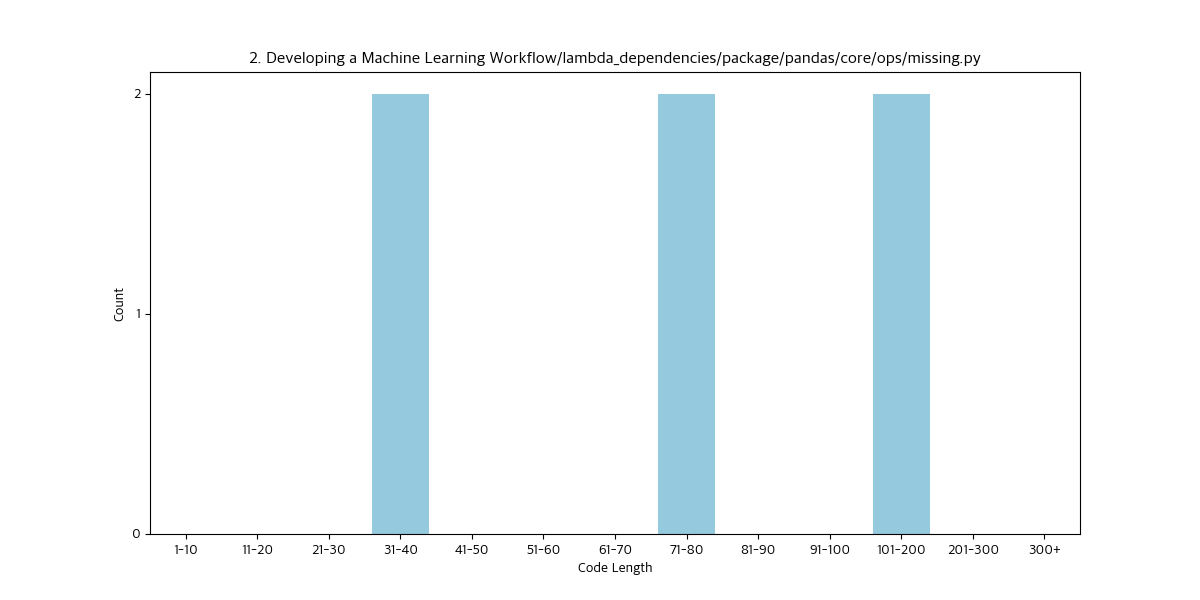 2. Developing a Machine Learning Workflow/lambda_dependencies/package/pandas/core/ops/missing.py
Count
2
1
0
1-10 11-20 21-30 31-40 41-50 51-60 61-70 71-80 81-90 91-100 101-200 201-300 300+
Code Length